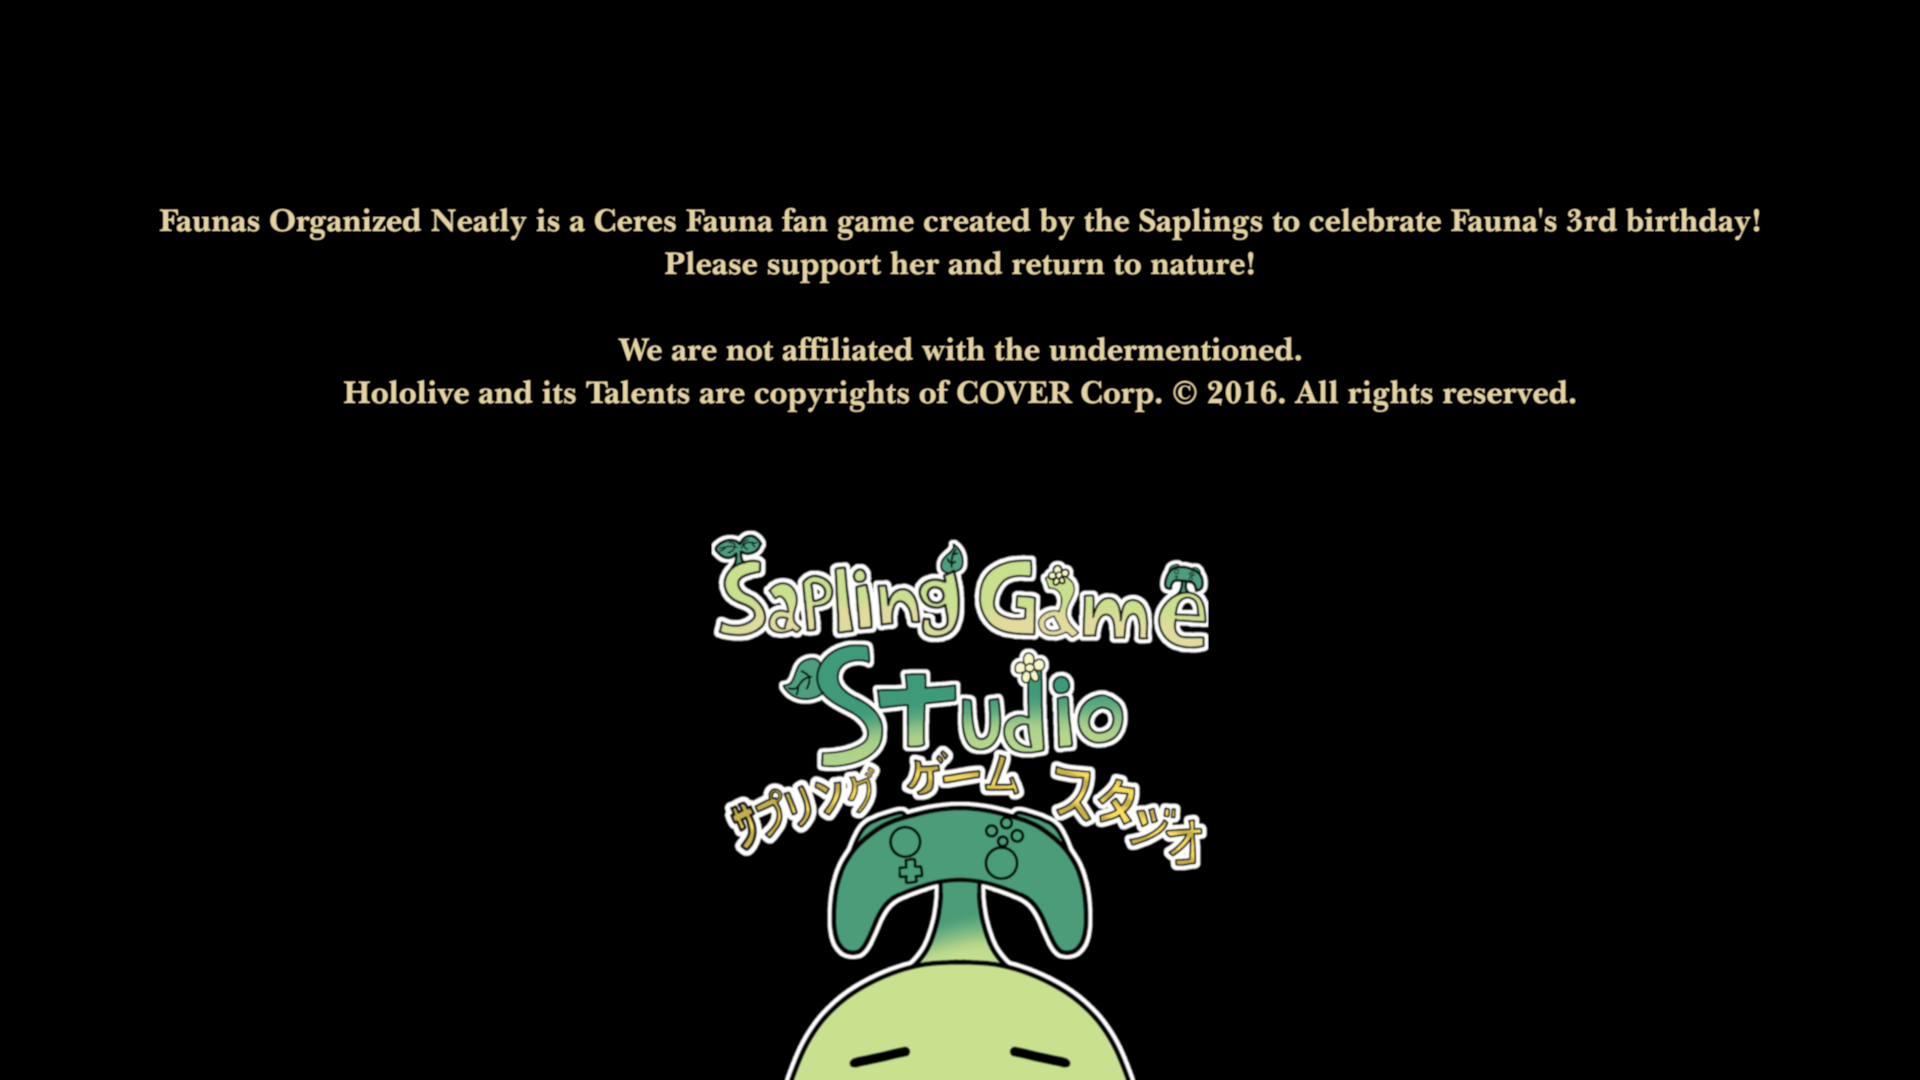 Faunas Organized Neatly is a Ceres Fauna fan game created by the Saplings to celebrate Fauna's 3rd birthday!
Please support her and return to nature!
We are not affiliated with the undermentioned.
Hololive and its Talents are copyrights of COVER Corp. © 2016. All rights reserved.
Sapling Game
Studio
サプリング ゲーム スタジオ